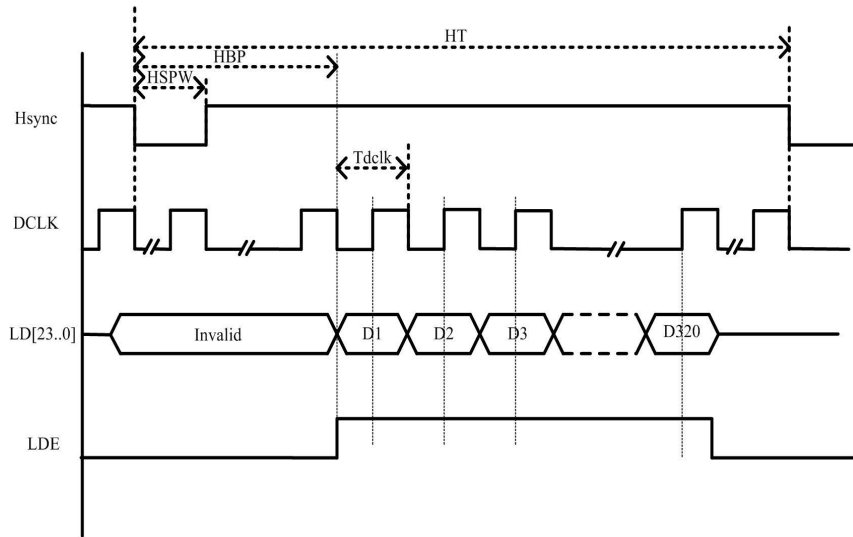 HT
HBP
HSPW
Hsync
Tdclk
DCLK
LD[23..0]
Invalid
D1
D2
D3
D320
LDE